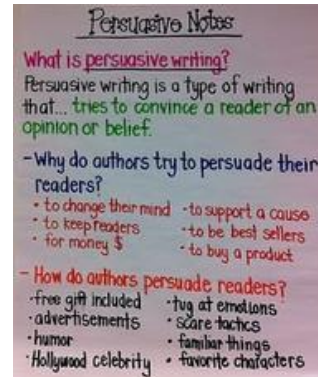 Persuasive Notes
What is persuasive writing?
Persuasive writing is a type of writing
that... tries to convince a reader of an
opinion or belief.
- Why do authors try to persuade their
readers?
• to change their mind
• to keep readers
• for money $
• to support a cause
• to be best sellers
• to buy a product
- How do authors persuade readers?
• free gift included
• advertisements
• humor
• Hollywood celebrity
• tug at emotions
• scare tactics
• familiar things
• favorite characters